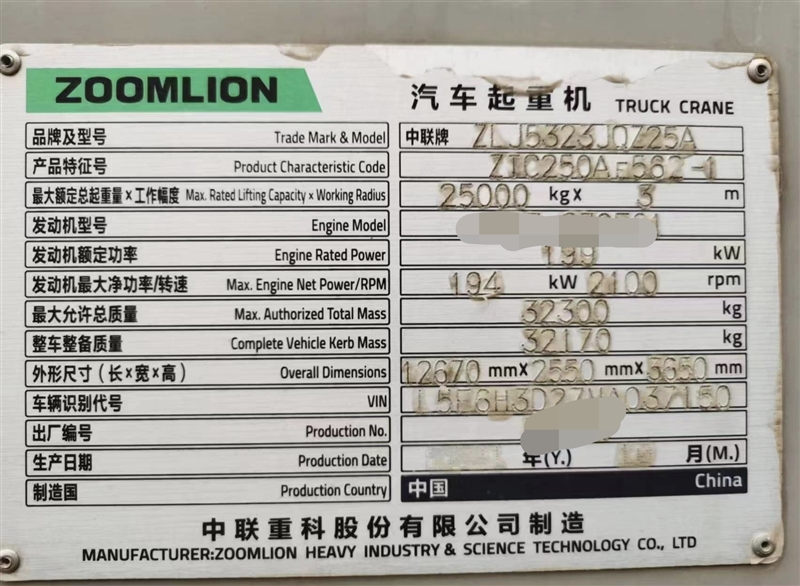 ZOOMLION 汽车起重机 TRUCK CRANE
品牌及型号 Trade Mark & Model 中联牌 ZLJ5323JQZ25A
产品特征号 Product Characteristic Code ZTC250A
最大额定总起重量×工作幅度 Max. Rated Lifting Capacity x Working Radius 25000 kgx 3 m
发动机型号 Engine Model
发动机额定功率 Engine Rated Power 199 kW
发动机最大净功率/转速 Max. Engine Net Power/RPM 194 kW 2100 rpm
最大允许总质量 Max. Authorized Total Mass 32300 kg
整车整备质量 Complete Vehicle Kerb Mass 32170 kg
外形尺寸(长×宽×高) Overall Dimensions 12670 mmX 2550 mmX 3650 mm
车辆识别代号 VIN
出厂编号 Production No.
生产日期 Production Date 年(Y.) 月(M.)
制造国 Production Country 中国 China
中联重科股份有限公司制造
MANUFACTURER:ZOOMLION HEAVY INDUSTRY & SCIENCE TECHNOLOGY CO., LTD